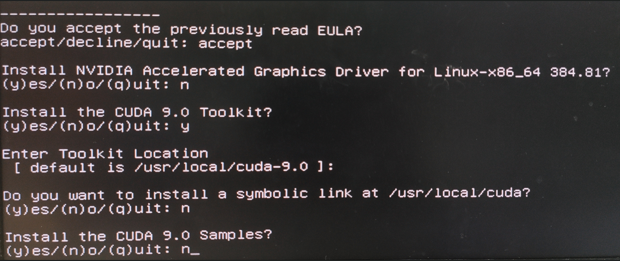 -----------------
Do you accept the previously read EULA?
accept/decline/quit: accept
Install NVIDIA Accelerated Graphics Driver for Linux-x86_64 384.81?
(y)es/(n)o/(q)uit: n
Install the CUDA 9.0 Toolkit?
(y)es/(n)o/(q)uit: y
Enter Toolkit Location
[ default is /usr/local/cuda-9.0 ]:
Do you want to install a symbolic link at /usr/local/cuda?
(y)es/(n)o/(q)uit: n
Install the CUDA 9.0 Samples?
(y)es/(n)o/(q)uit: n_